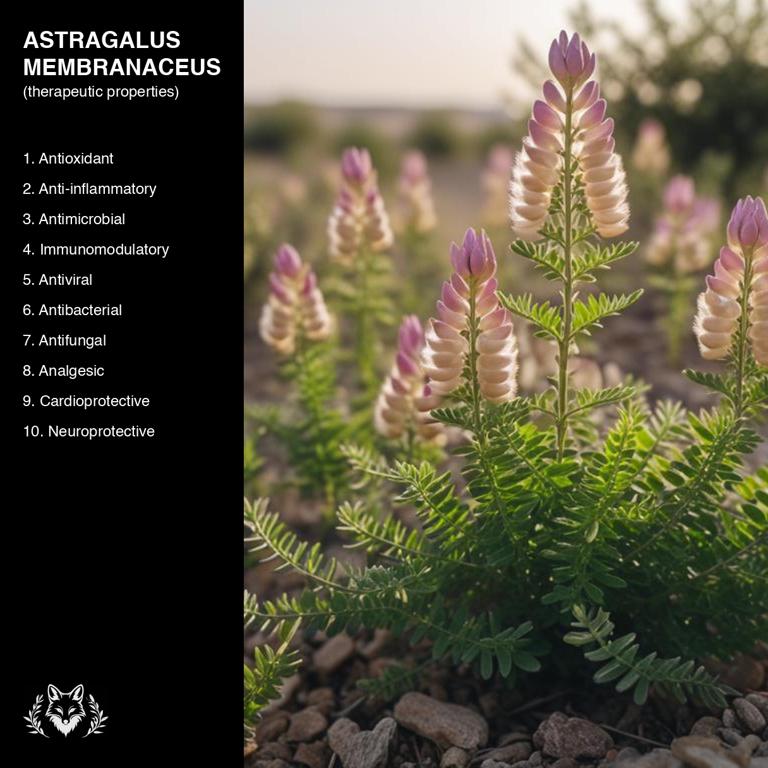 ASTRAGALUS
MEMBRANACEUS
(therapeutic properties)
1. Antioxidant
2. Anti-inflammatory
3. Antimicrobial
4. Immunomodulatory
5. Antiviral
6. Antibacterial
7. Antifungal
8. Analgesic
9. Cardioprotective
10. Neuroprotective